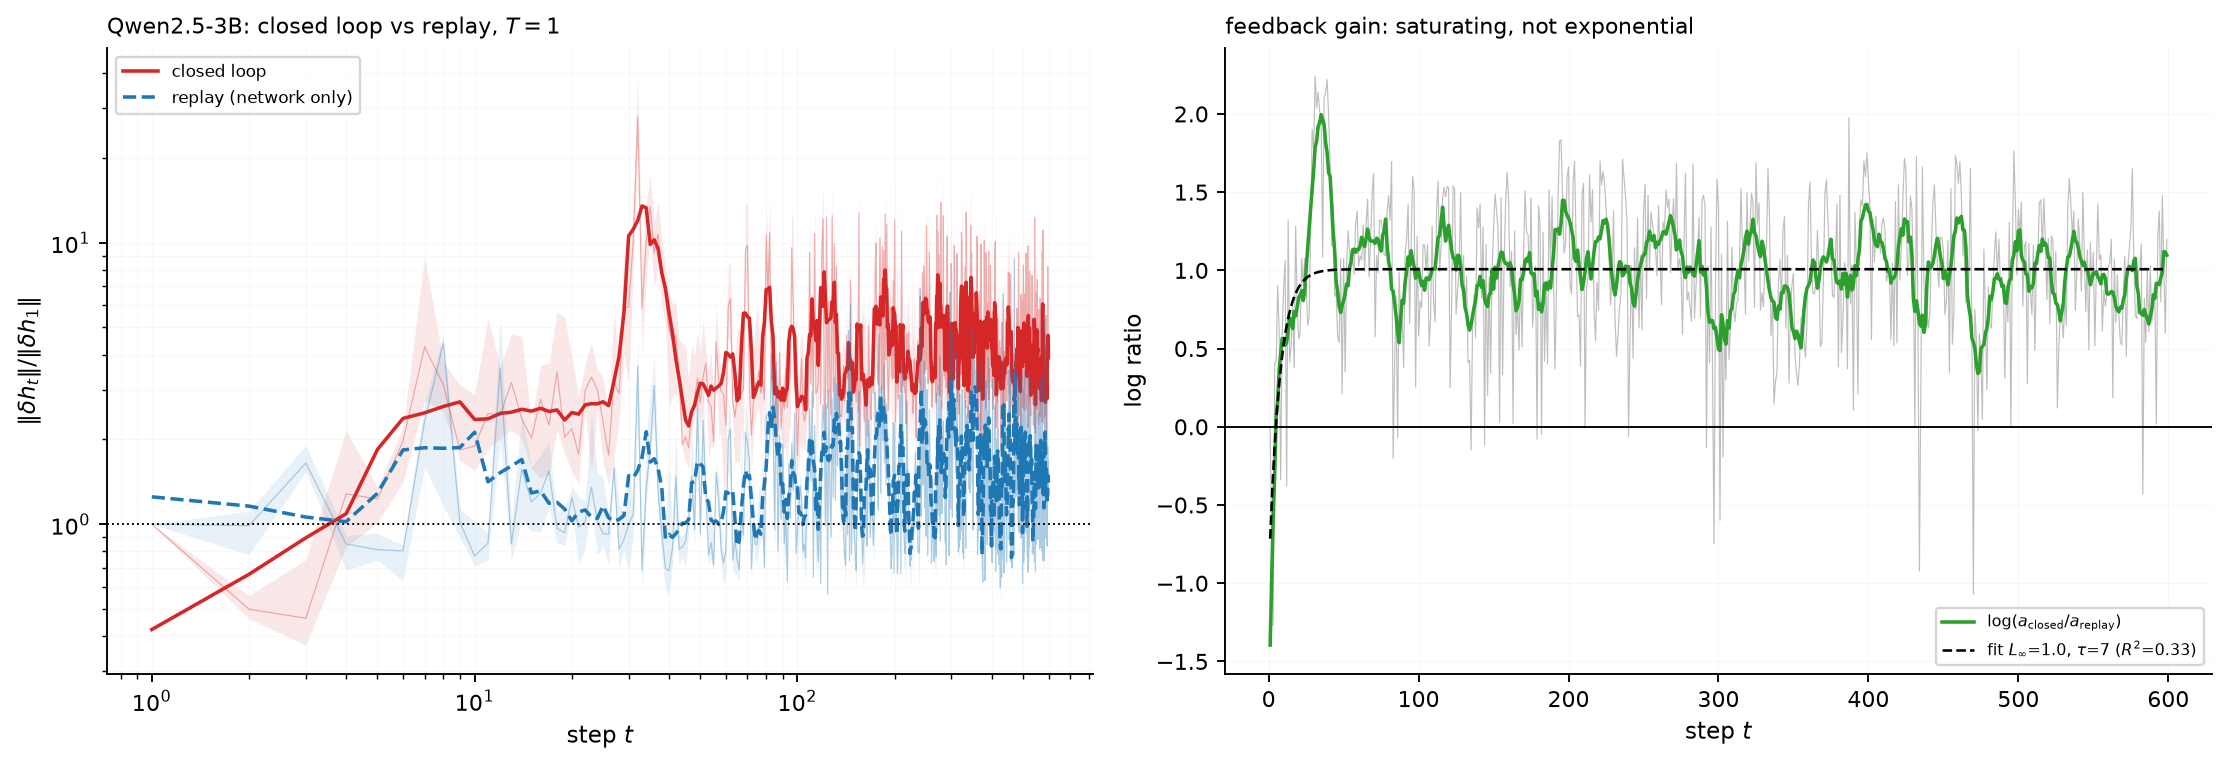 Qwen2.5-3B: closed loop vs replay, T = 1
closed loop
replay (network only)
10¹
10⁰
‖δhₜ‖/‖δh₁‖
10⁰
10¹
10²
step t
feedback gain: saturating, not exponential
2.0
1.5
1.0
0.5
0.0
−0.5
−1.0
−1.5
log ratio
log(a_closed/a_replay)
fit L∞=1.0, τ=7 (R²=0.33)
0
100
200
300
400
500
600
step t